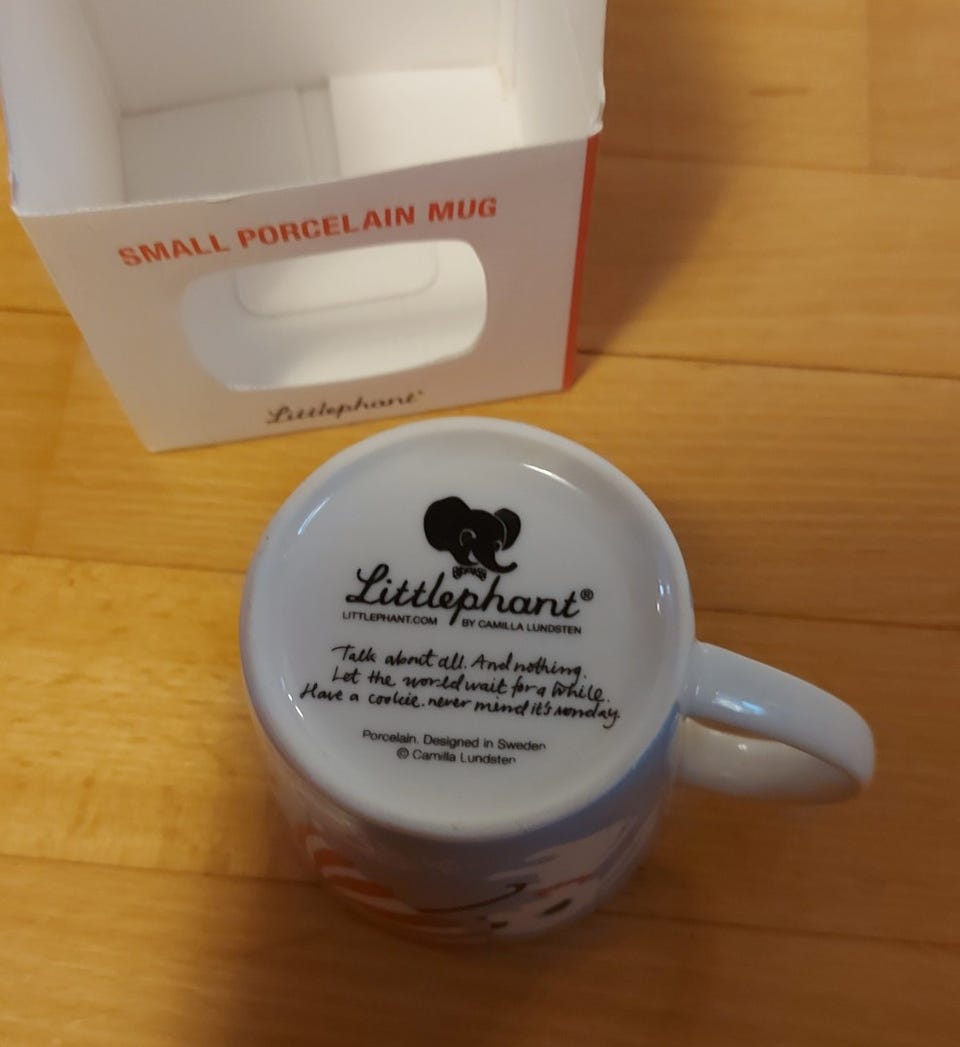 SMALL PORCELAIN MUG
Littlephant
Littlephant®
LITTLEPHANT.COM BY CAMILLA LUNDSTEN
Talk about all. And nothing.
Let the world wait for a while.
Have a cookie. never mind it's monday.
Porcelain. Designed in Sweden
© Camilla Lundsten